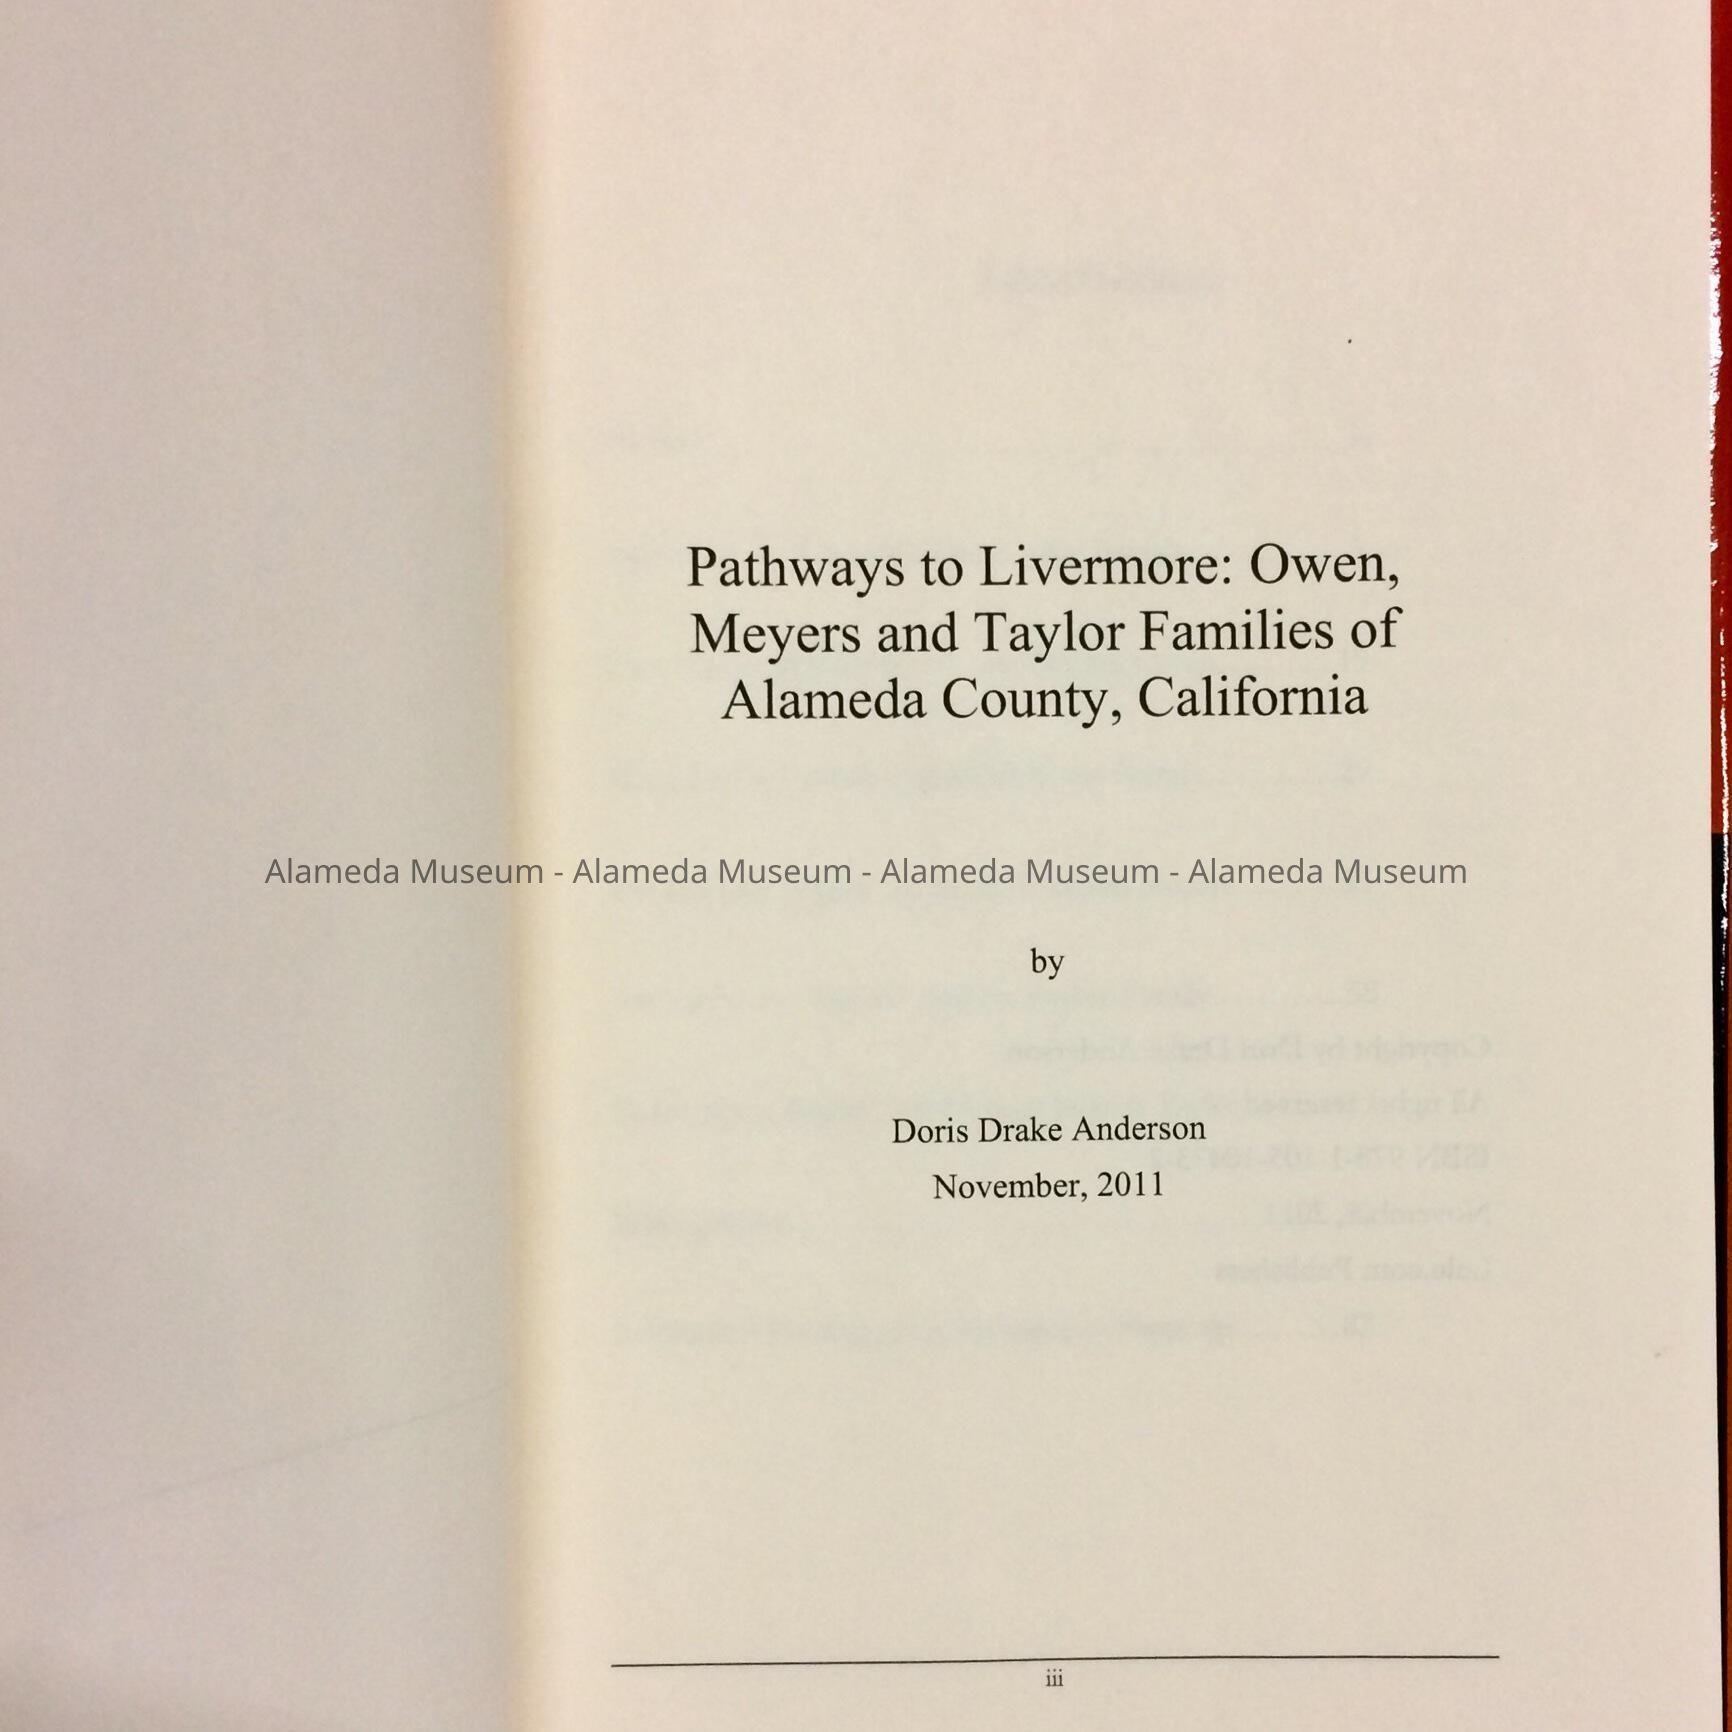 Pathways to Livermore: Owen,
Meyers and Taylor Families of
Alameda County, California
Alameda Museum - Alameda Museum - Alameda Museum - Alameda Museum
by
Doris Drake Anderson
November, 2011
iii